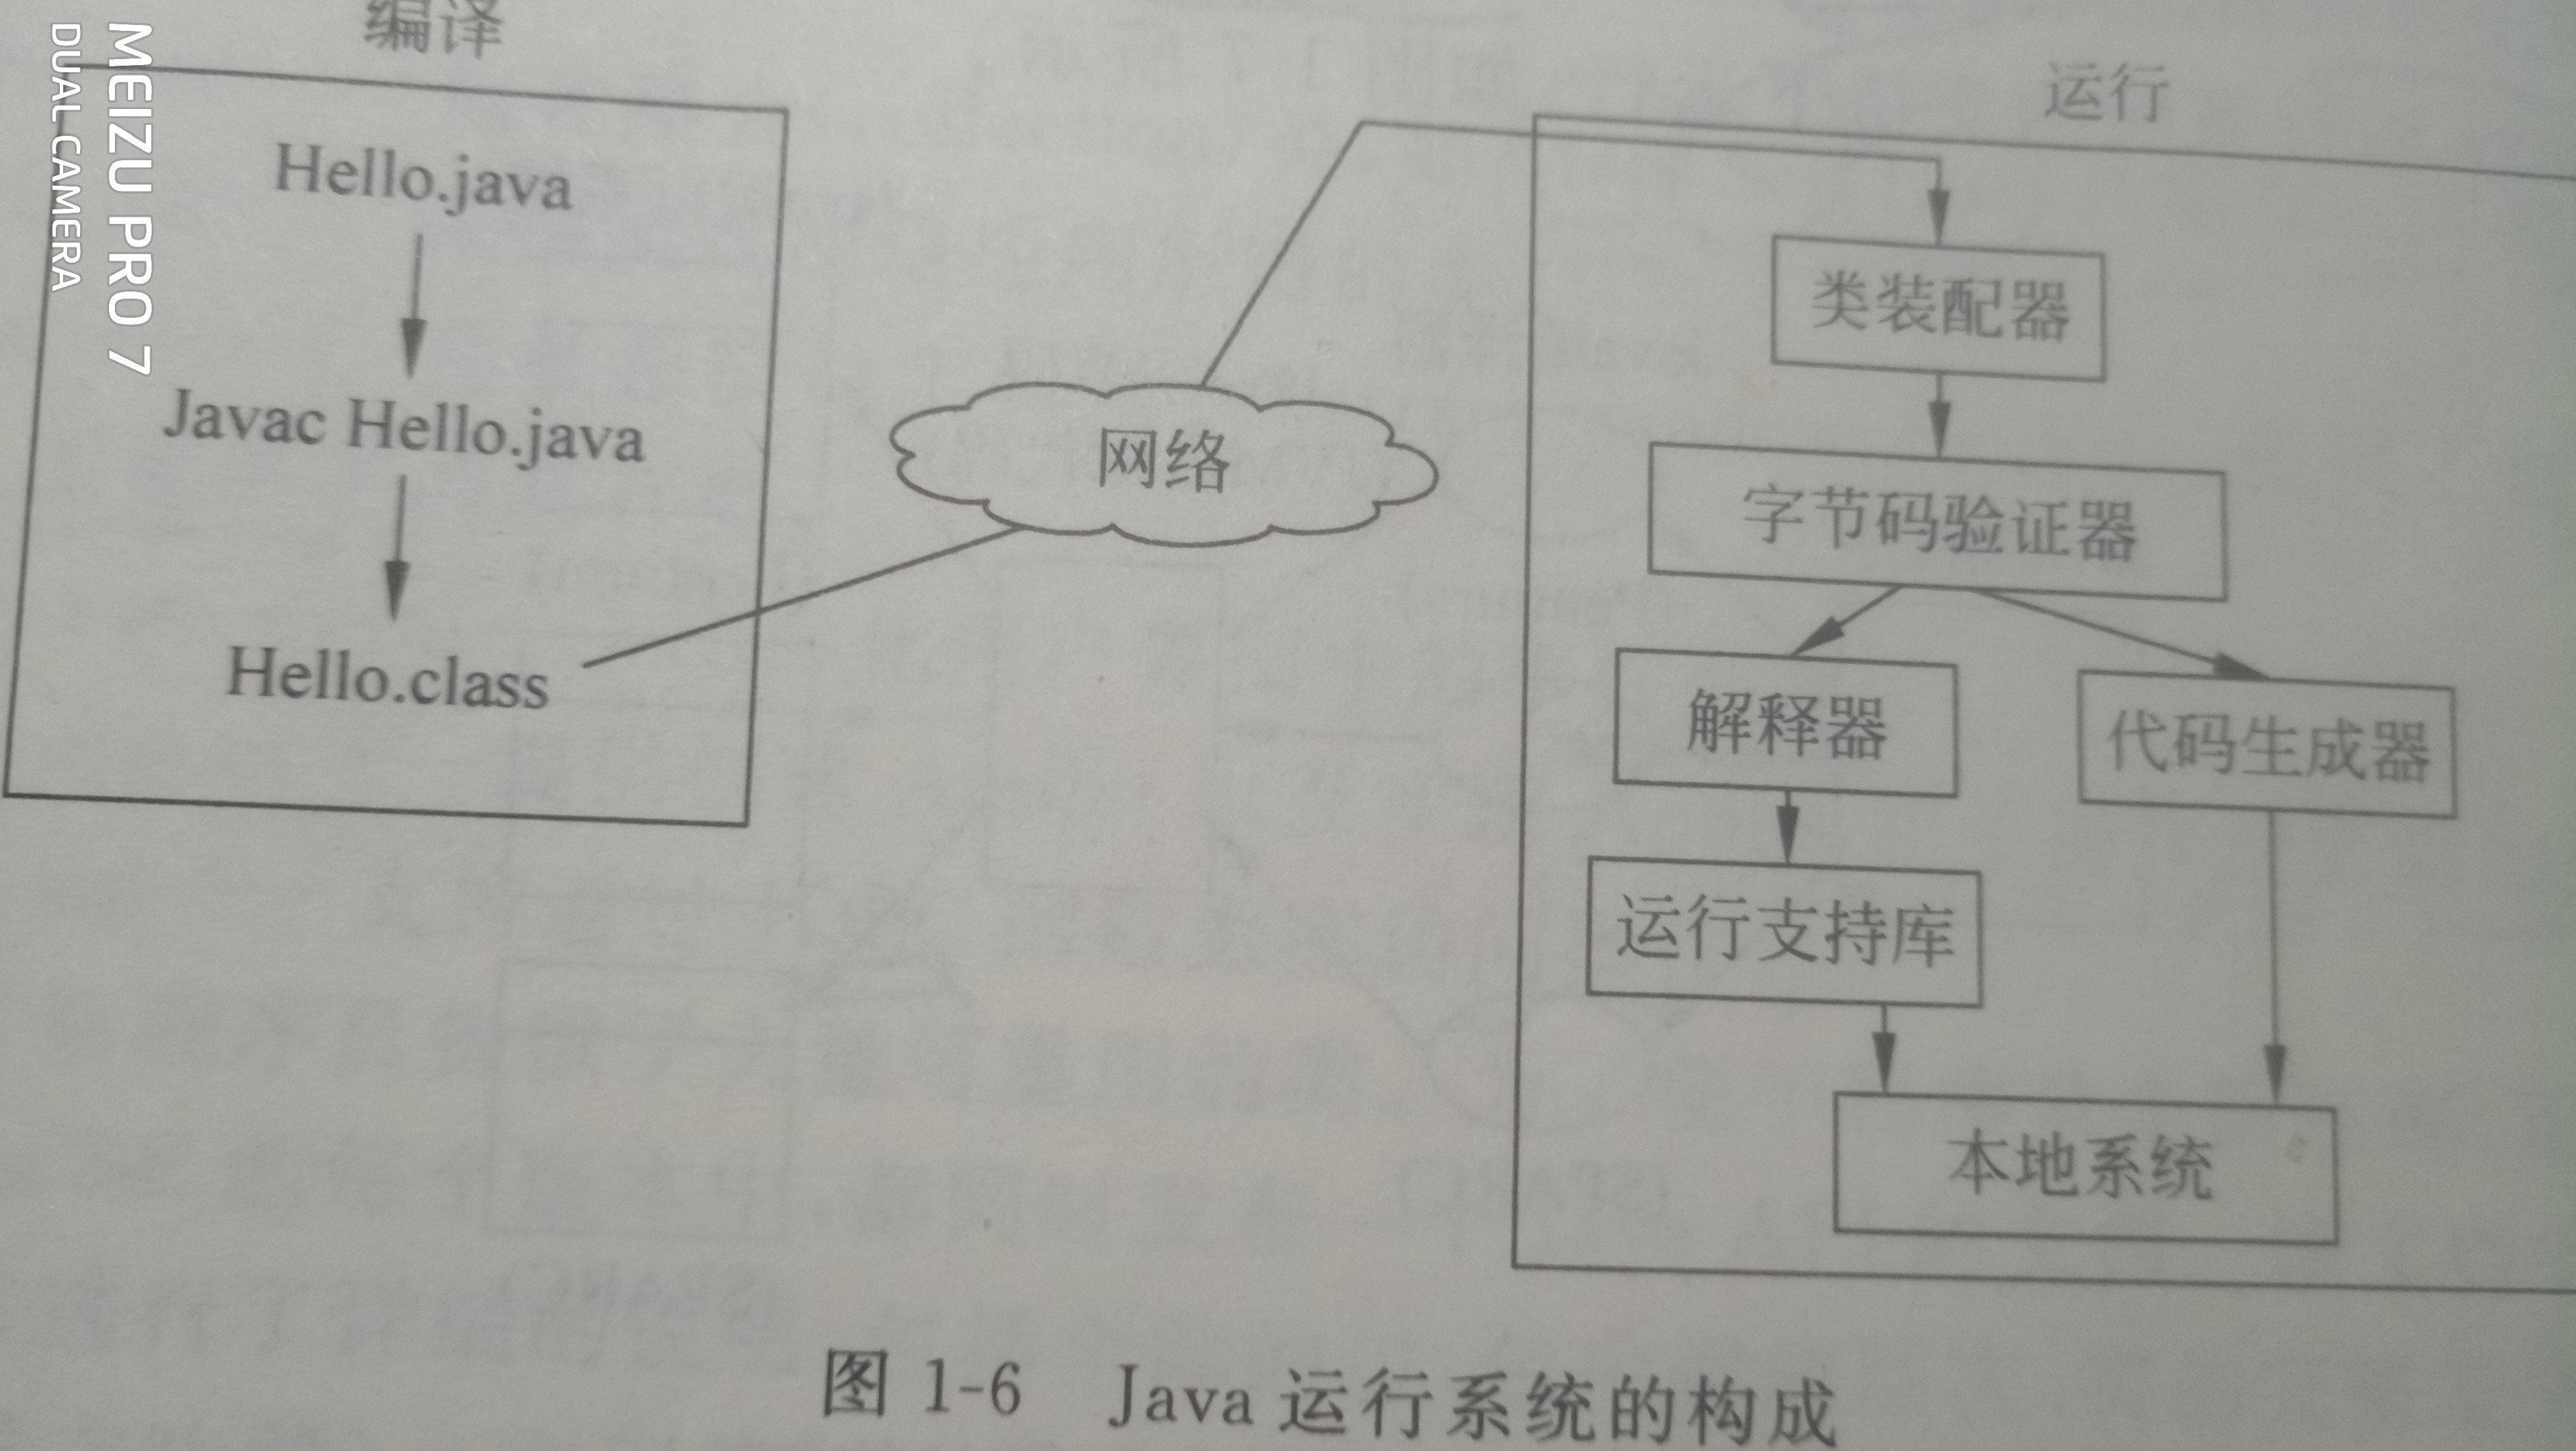 编译
Hello.java
Javac Hello.java
Hello.class
网络
运行
类装配器
字节码验证器
解释器
代码生成器
运行支持库
本地系统
图 1-6 Java 运行系统的构成
MEIZU PRO 7
DUAL CAMERA